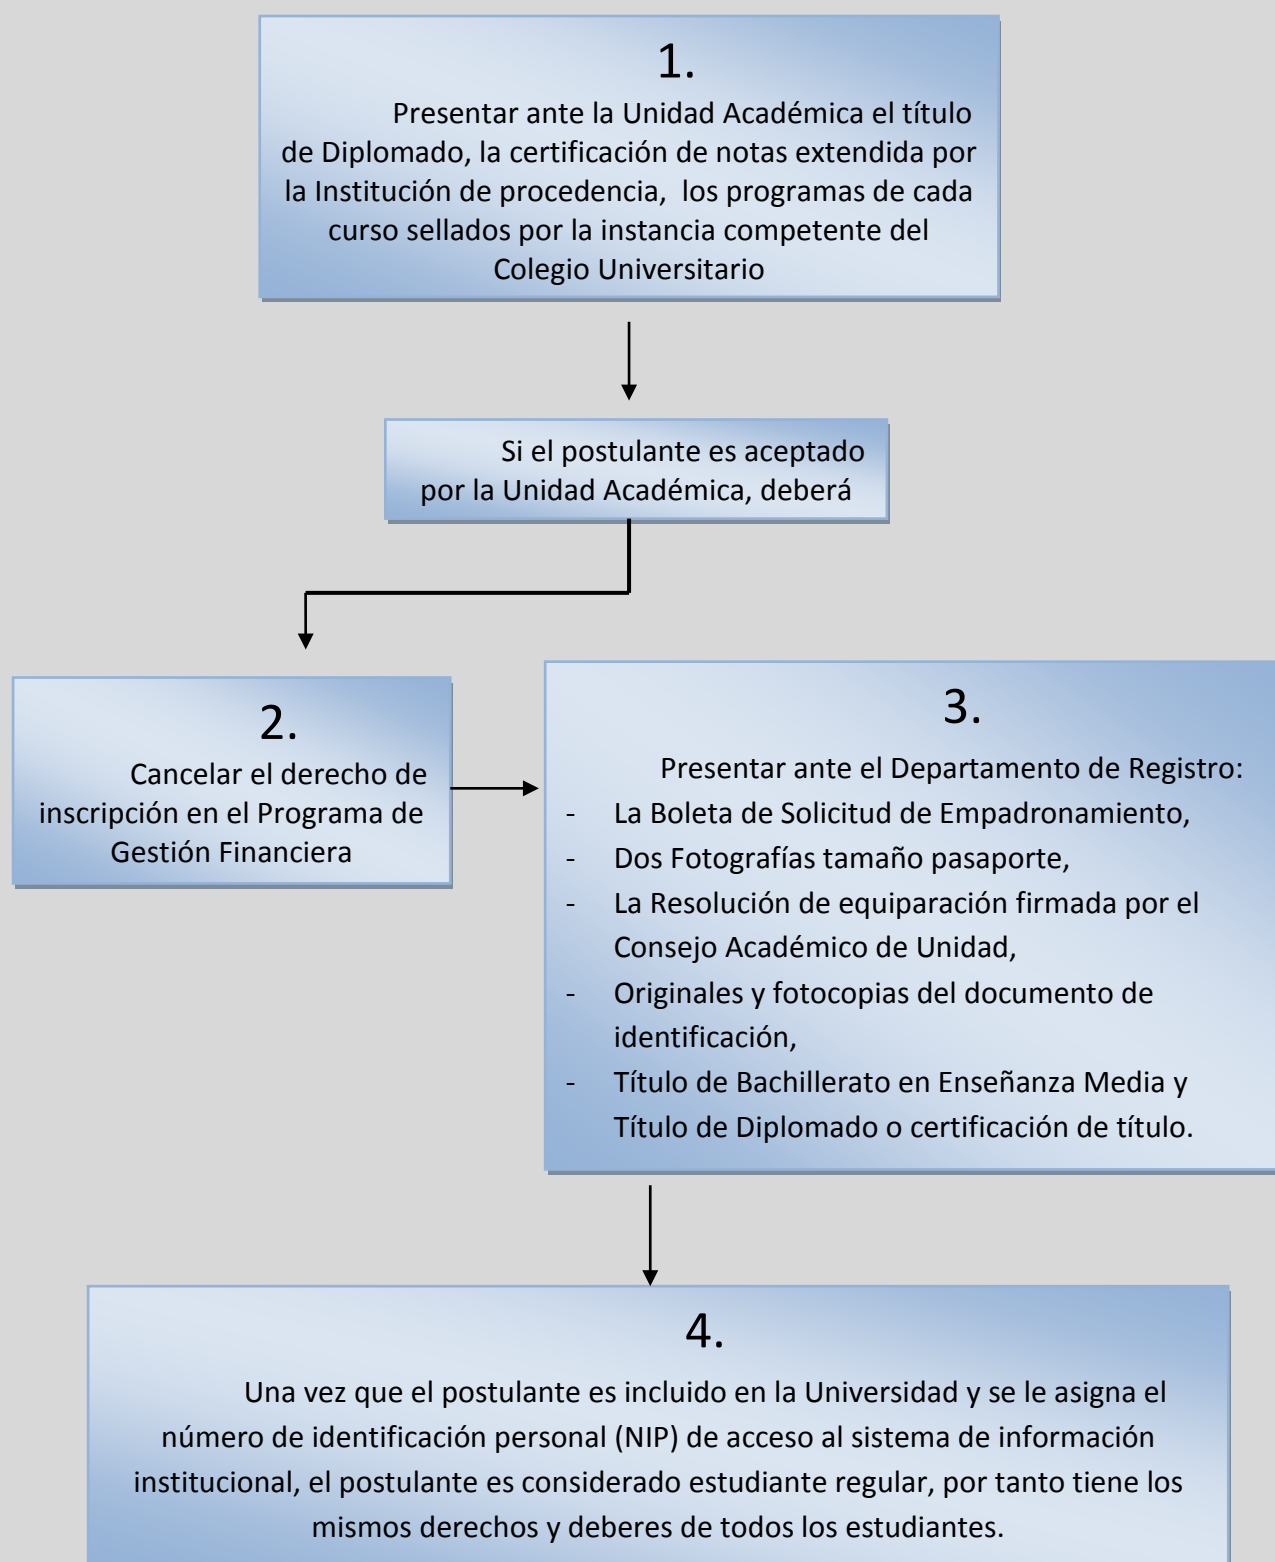 1.
Presentar ante la Unidad Académica el título
de Diplomado, la certificación de notas extendida por
la Institución de procedencia, los programas de cada
curso sellados por la instancia competente del
Colegio Universitario
Si el postulante es aceptado
por la Unidad Académica, deberá
2.
Cancelar el derecho de
inscripción en el Programa de
Gestión Financiera
3.
Presentar ante el Departamento de Registro:
- La Boleta de Solicitud de Empadronamiento,
- Dos Fotografías tamaño pasaporte,
- La Resolución de equiparación firmada por el
Consejo Académico de Unidad,
- Originales y fotocopias del documento de
identificación,
- Título de Bachillerato en Enseñanza Media y
Título de Diplomado o certificación de título.
4.
Una vez que el postulante es incluido en la Universidad y se le asigna el
número de identificación personal (NIP) de acceso al sistema de información
institucional, el postulante es considerado estudiante regular, por tanto tiene los
mismos derechos y deberes de todos los estudiantes.